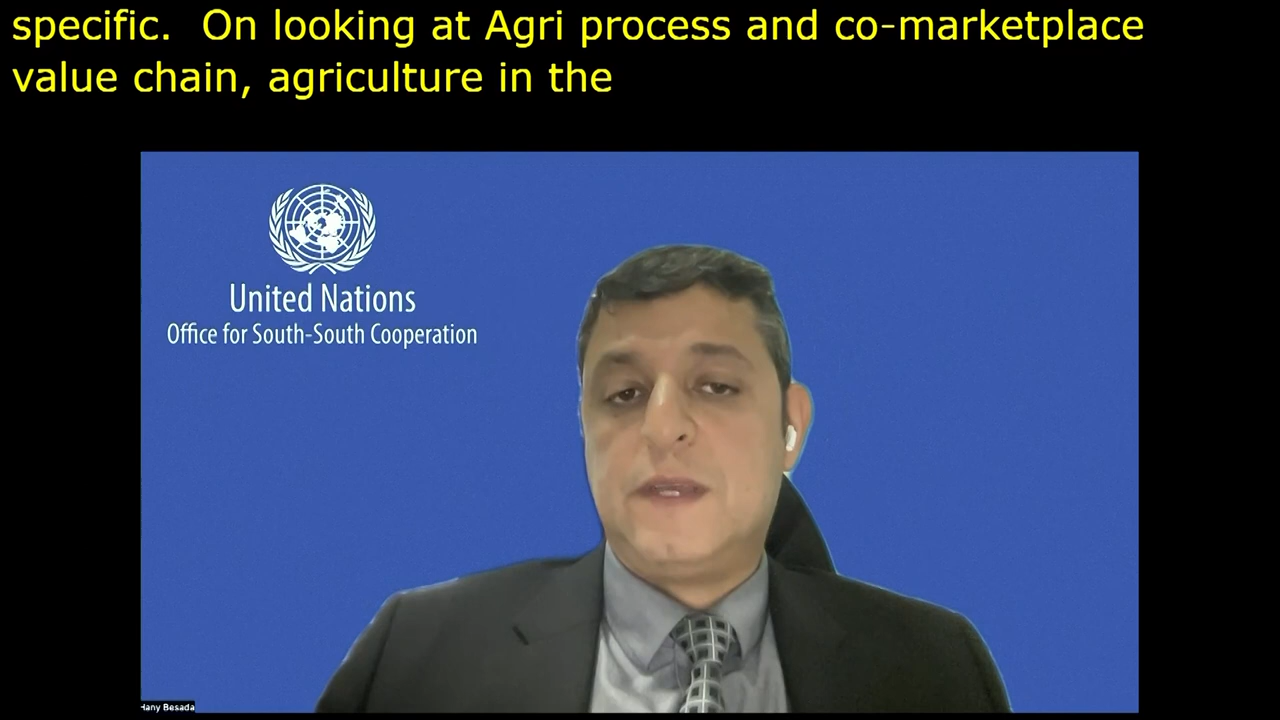 specific.  On looking at Agri process and co-marketplace
value chain, agriculture in the
United Nations
Office for South-South Cooperation
Hany Besada